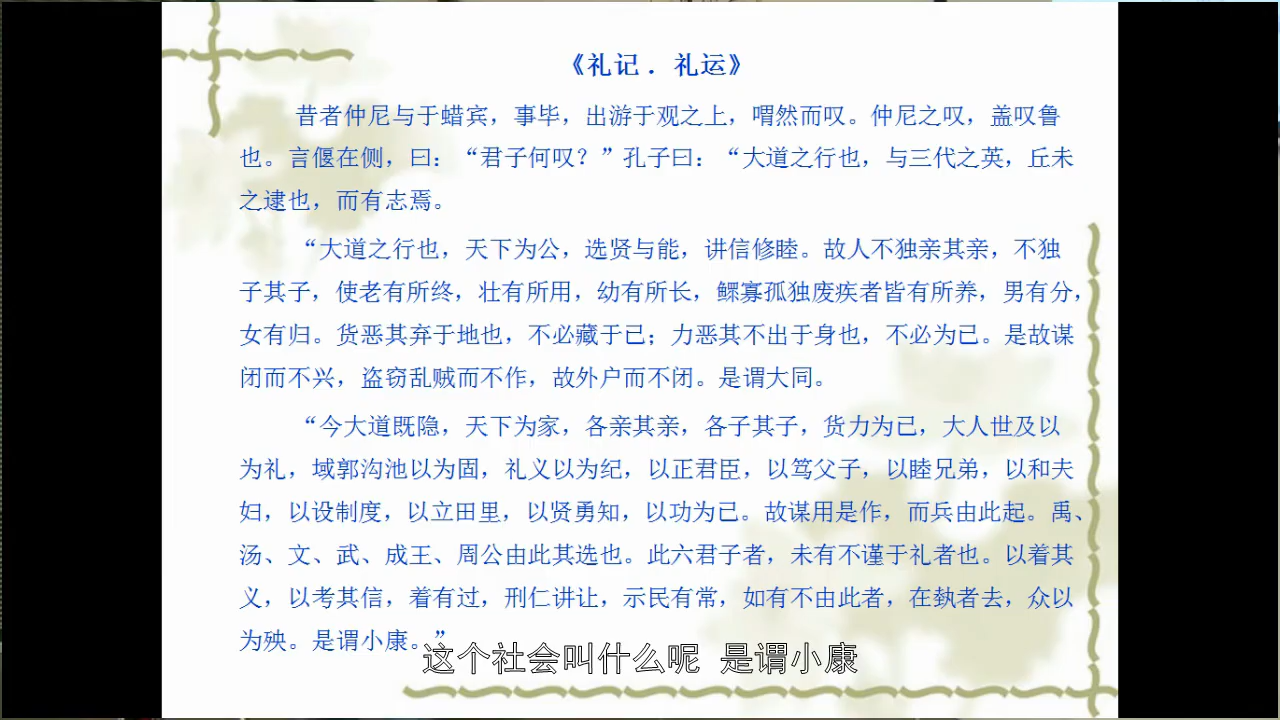 《礼记．礼运》
昔者仲尼与于蜡宾，事毕，出游于观之上，喟然而叹。仲尼之叹，盖叹鲁
也。言偃在侧，曰：“君子何叹？”孔子曰：“大道之行也，与三代之英，丘未
之逮也，而有志焉。
“大道之行也，天下为公，选贤与能，讲信修睦。故人不独亲其亲，不独
子其子，使老有所终，壮有所用，幼有所长，鳏寡孤独废疾者皆有所养，男有分，
女有归。货恶其弃于地也，不必藏于已；力恶其不出于身也，不必为已。是故谋
闭而不兴，盗窃乱贼而不作，故外户而不闭。是谓大同。
“今大道既隐，天下为家，各亲其亲，各子其子，货力为已，大人世及以
为礼，域郭沟池以为固，礼义以为纪，以正君臣，以笃父子，以睦兄弟，以和夫
妇，以设制度，以立田里，以贤勇知，以功为已。故谋用是作，而兵由此起。禹、
汤、文、武、成王、周公由此其选也。此六君子者，未有不谨于礼者也。以着其
义，以考其信，着有过，刑仁讲让，示民有常，如有不由此者，在埶者去，众以
为殃。是谓小康。”
这个社会叫什么呢 是谓小康